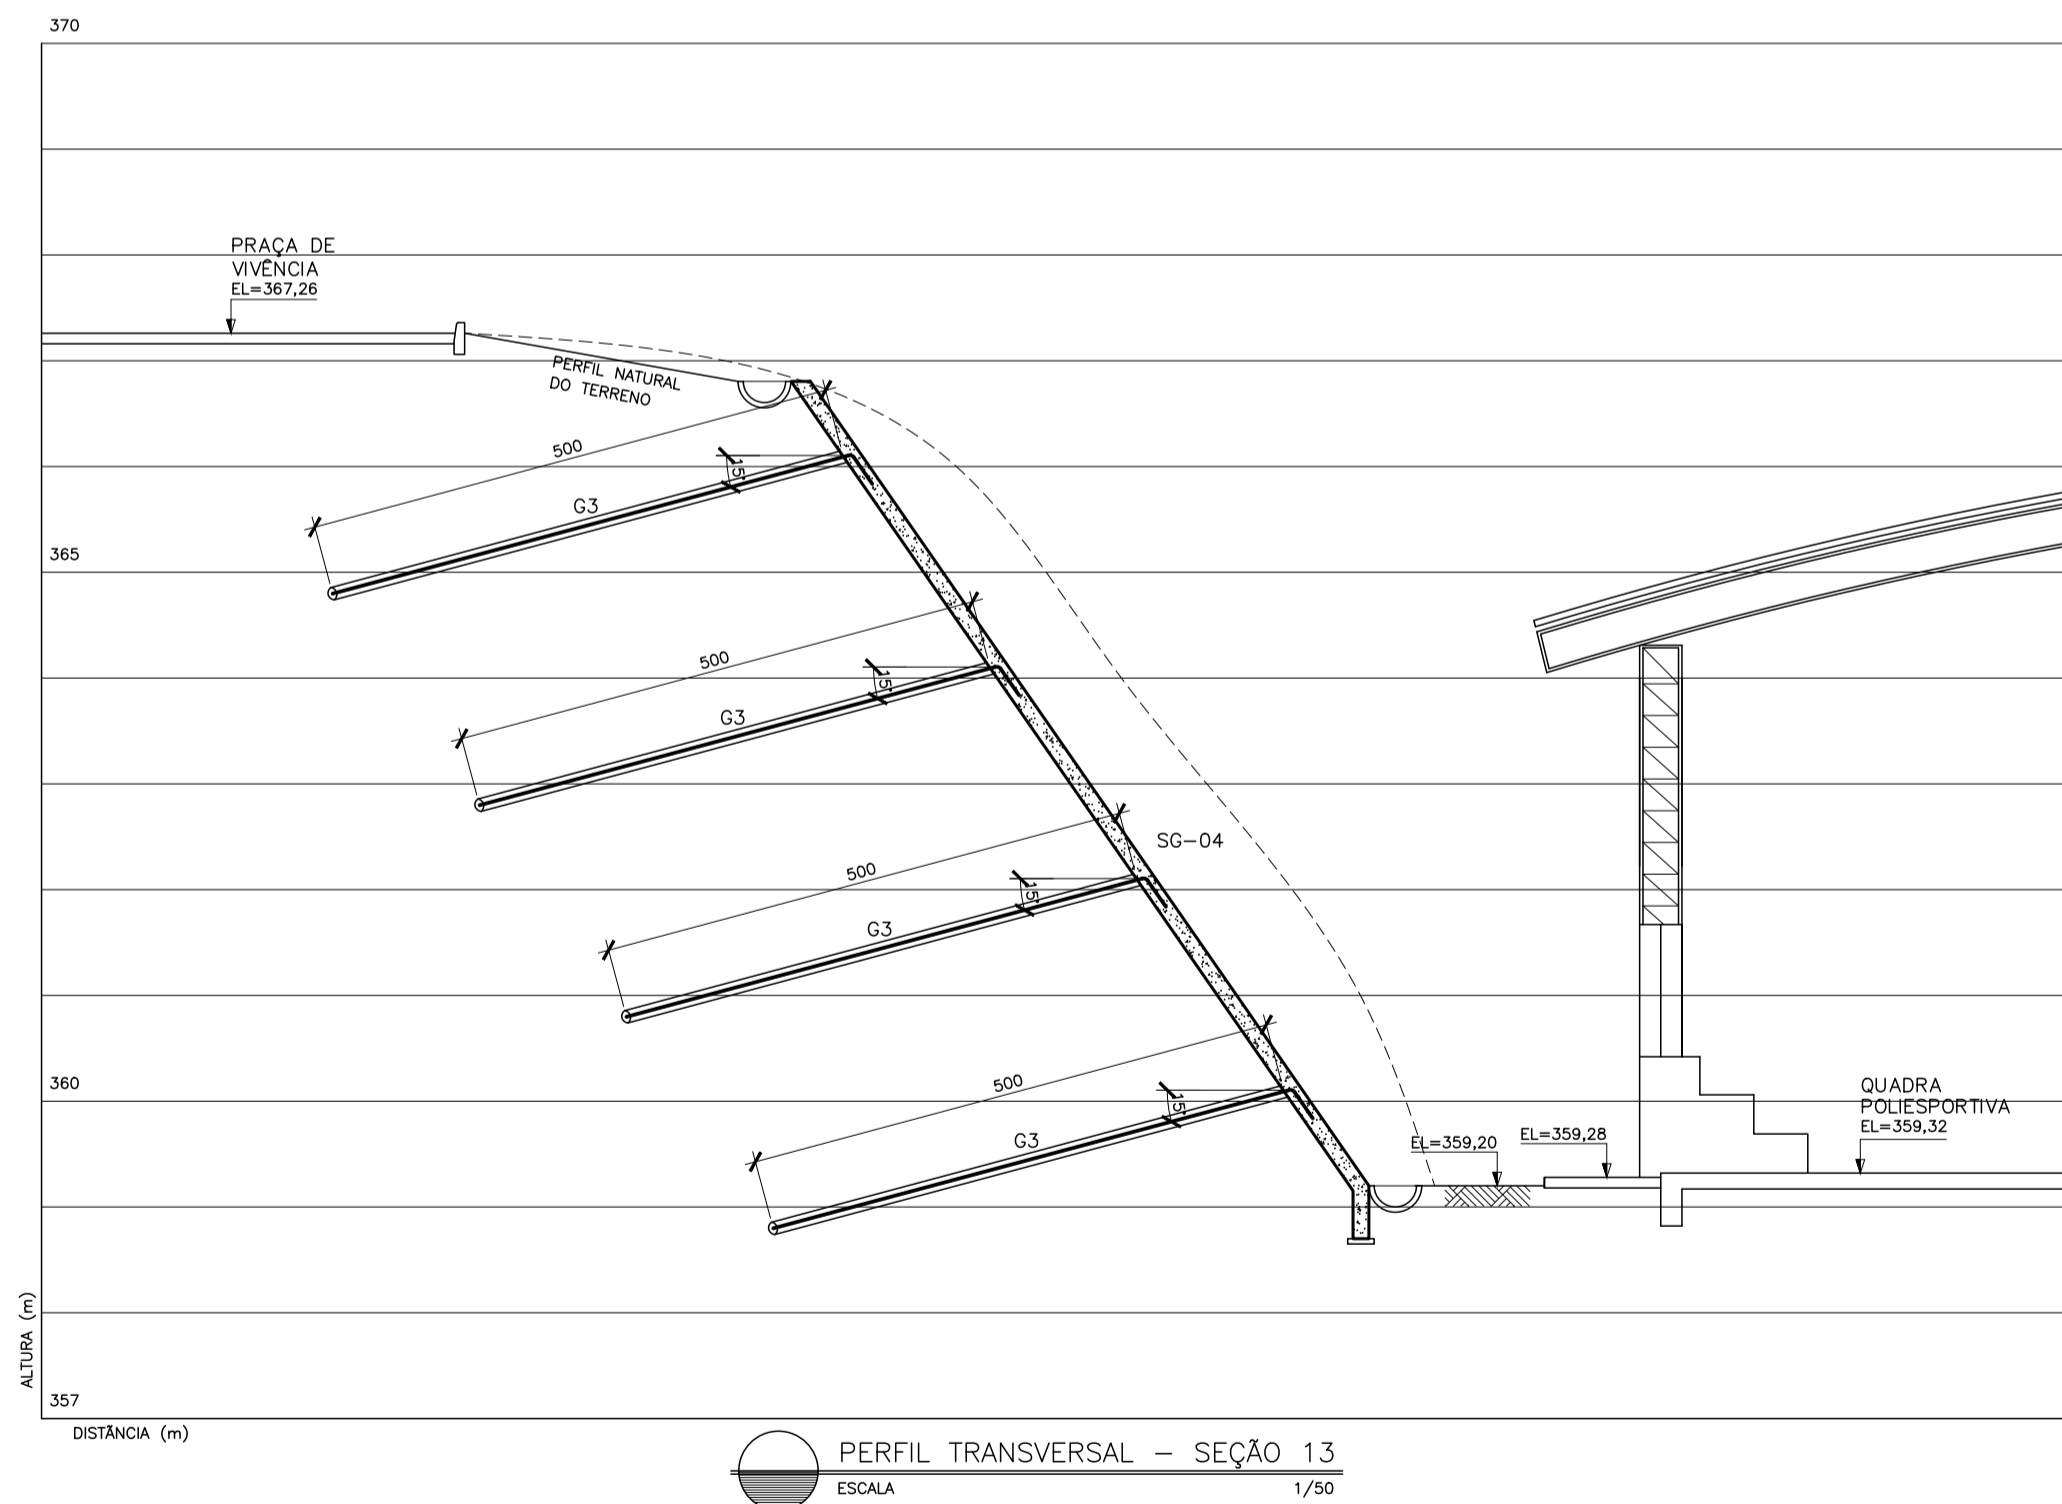 370
PRAÇA DE
VIVÊNCIA
EL=367,26
PERFIL NATURAL
DO TERRENO
500
15°
G3
365
500
15°
G3
SG-04
500
15°
G3
360
500
15°
G3
QUADRA
POLIESPORTIVA
EL=359,32
EL=359,20
EL=359,28
ALTURA (m)
357
DISTÃNCIA (m)
PERFIL TRANSVERSAL - SEÇÃO 13
ESCALA 1/50